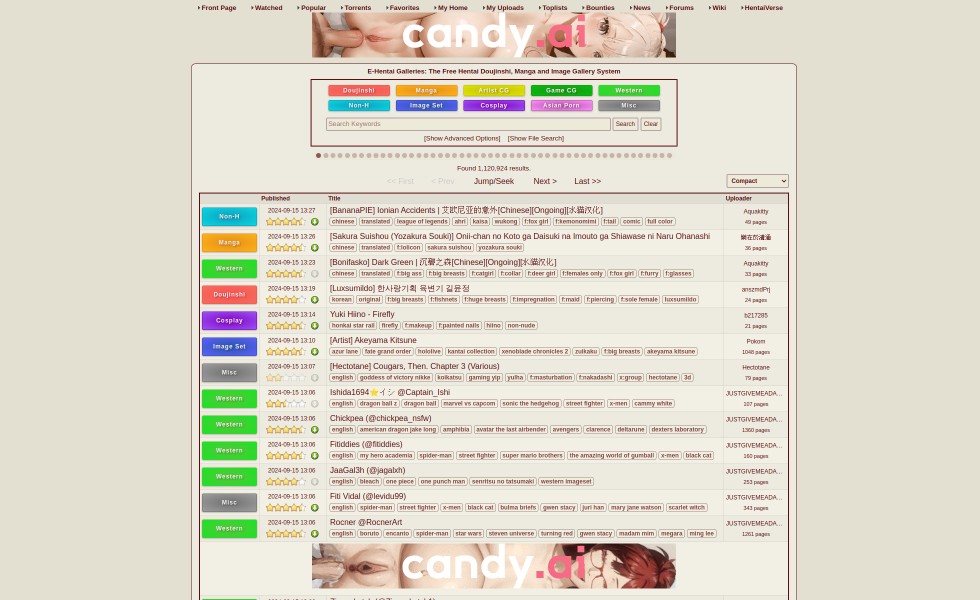 Front Page Watched Popular Torrents Favorites My Home My Uploads Toplists Bounties News Forums Wiki HentaiVerse
candy.ai
E-Hentai Galleries: The Free Hentai Doujinshi, Manga and Image Gallery System
Doujinshi Manga Artist CG Game CG Western
Non-H Image Set Cosplay Asian Porn Misc
Search Keywords Search Clear
[Show Advanced Options] [Show File Search]
Found 1,120,924 results.
<< First < Prev Jump/Seek Next > Last >> Compact
Published Title Uploader
Non-H 2024-09-15 13:27 [BananaPIE] Ionian Accidents | 艾欧尼亚的意外[Chinese][Ongoing][水猫汉化] Aquakitty
chinese translated league of legends ahri kaisa wukong f:fox girl f:kemonomimi f:tail comic full color 49 pages
Manga 2024-09-15 13:26 [Sakura Suishou (Yozakura Souki)] Onii-chan no Koto ga Daisuki na Imouto ga Shiawase ni Naru Ohanashi
chinese translated f:lolicon sakura suishou yozakura souki 36 pages
Western 2024-09-15 13:23 [Bonifasko] Dark Green | 沉翠之森[Chinese][Ongoing][水猫汉化] Aquakitty
chinese translated f:big ass f:big breasts f:catgirl f:collar f:deer girl f:females only f:fox girl f:furry f:glasses 33 pages
Doujinshi 2024-09-15 13:19 [Luxsumildo] 한사랑기획 육변기 길윤정 anszmdPrj
korean original f:big breasts f:fishnets f:huge breasts f:impregnation f:maid f:piercing f:sole female luxsumildo 24 pages
Cosplay 2024-09-15 13:14 Yuki Hiino - Firefly b217285
honkai star rail firefly f:makeup f:painted nails hiino non-nude 21 pages
Image Set 2024-09-15 13:10 [Artist] Akeyama Kitsune Pokom
azur lane fate grand order hololive kantai collection xenoblade chronicles 2 zuikaku f:big breasts akeyama kitsune 1048 pages
Misc 2024-09-15 13:07 [Hectotane] Cougars, Then. Chapter 3 (Various) Hectotane
english goddess of victory nikke koikatsu gaming yip yulha f:masturbation f:nakadashi x:group hectotane 3d 79 pages
Western 2024-09-15 13:06 Ishida1694⭐イシ @Captain_Ishi JUSTGIVEMEADA...
english dragon ball z dragon ball marvel vs capcom sonic the hedgehog street fighter x-men cammy white 107 pages
Western 2024-09-15 13:06 Chickpea (@chickpea_nsfw) JUSTGIVEMEADA...
english american dragon jake long amphibia avatar the last airbender avengers clarence deltarune dexters laboratory 1360 pages
Western 2024-09-15 13:06 Fitiddies (@fitiddies) JUSTGIVEMEADA...
english my hero academia spider-man street fighter super mario brothers the amazing world of gumball x-men black cat 160 pages
Western 2024-09-15 13:06 JaaGal3h (@jagalxh) JUSTGIVEMEADA...
english bleach one piece one punch man senritsu no tatsumaki western imageset 253 pages
Misc 2024-09-15 13:06 Fiti Vidal (@levidu99) JUSTGIVEMEADA...
english spider-man street fighter x-men black cat bulma briefs gwen stacy juri han mary jane watson scarlet witch 343 pages
Western 2024-09-15 13:06 Rocner @RocnerArt JUSTGIVEMEADA...
english boruto encanto spider-man star wars steven universe turning red gwen stacy madam mim megara ming lee 1261 pages
candy.ai